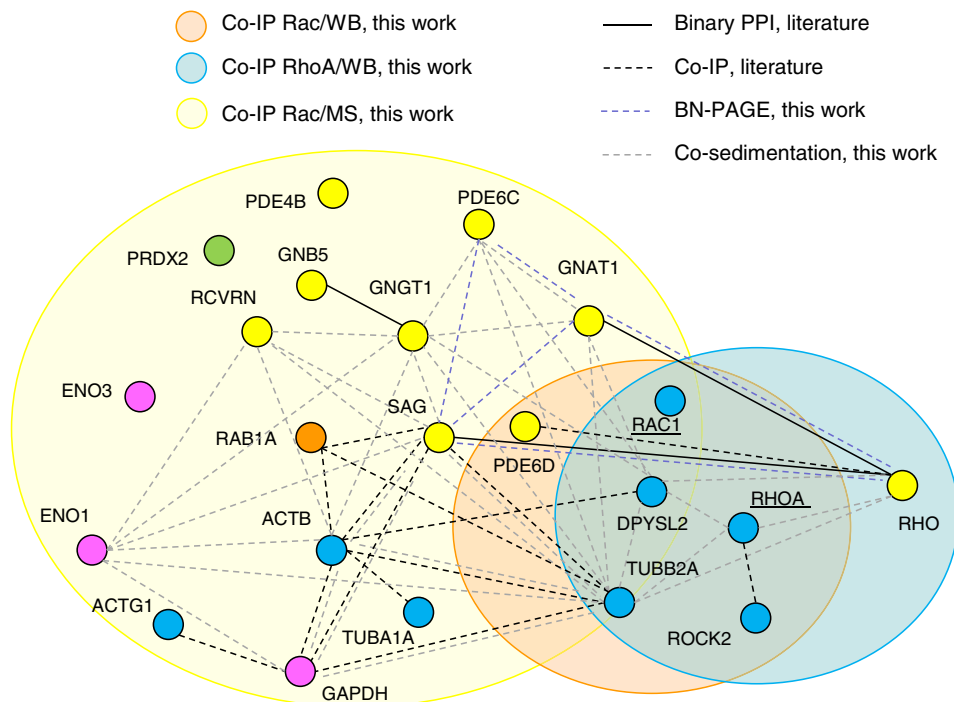 Co-IP Rac/WB, this work
Co-IP RhoA/WB, this work
Co-IP Rac/MS, this work
Binary PPI, literature
Co-IP, literature
BN-PAGE, this work
Co-sedimentation, this work
PDE4B
PDE6C
PRDX2
GNB5
GNAT1
RCVRN
GNGT1
ENO3
SAG
RAC1
RAB1A
PDE6D
RHOA
ENO1
ACTB
DPYSL2
RHO
TUBB2A
ACTG1
TUBA1A
ROCK2
GAPDH